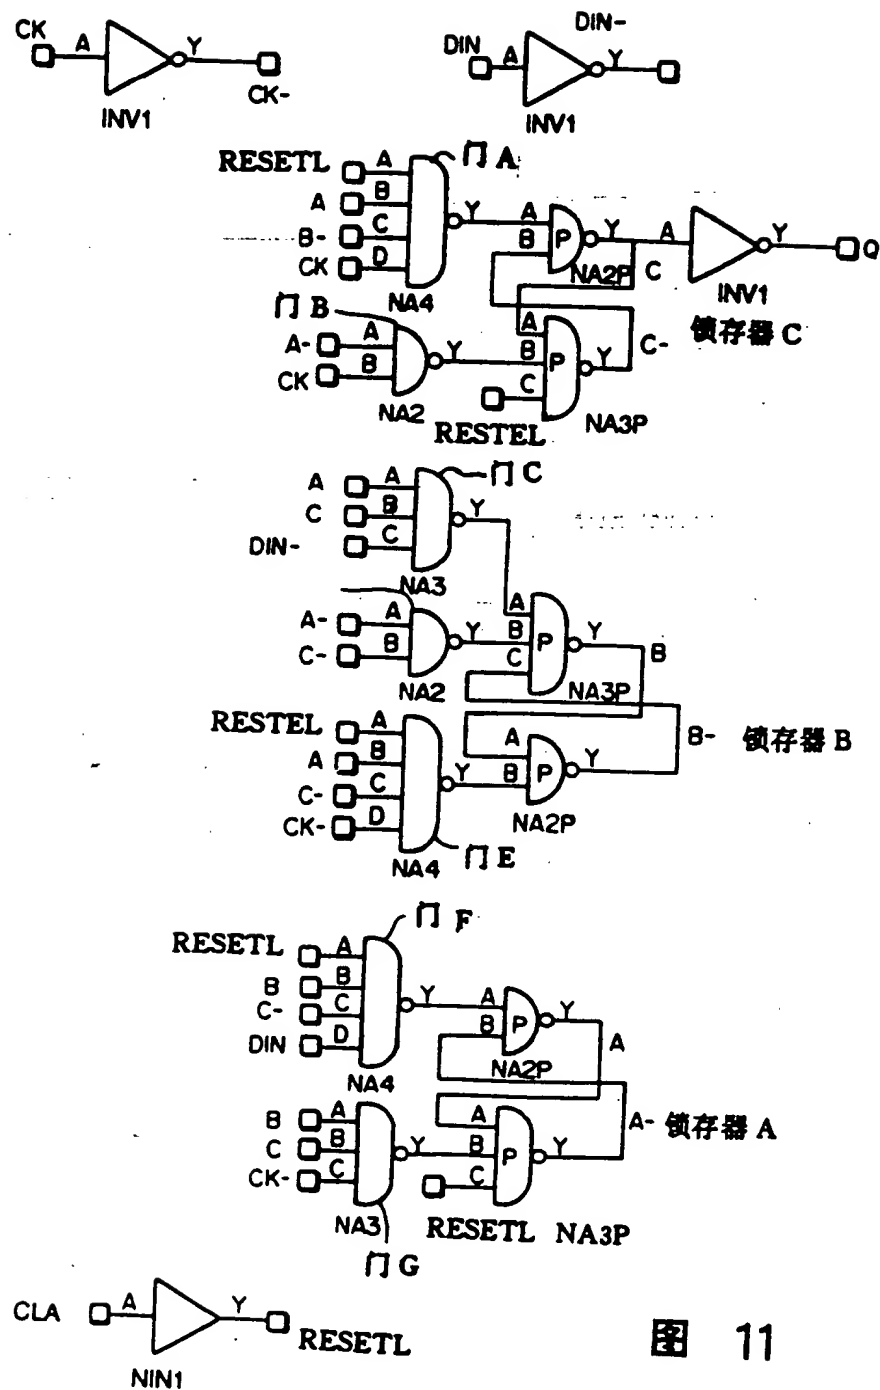 CK
A
Y
CK-
INV1
DIN
A
DIN-
Y
INV1
RESETL
A
门 A
A
B
B-
C
CK
D
NA4
Y
A
B
P
Y
NA2P
C
A
Y
Q
INV1
锁存器 C
门 B
A-
A
CK
B
NA2
Y
A
B
C
P
Y
C-
NA3P
RESTEL
A
A
门 C
C
B
DIN-
C
NA3
Y
A-
A
C-
B
NA2
Y
A
B
C
P
Y
B
NA3P
RESTEL
A
A
B
C-
C
CK-
D
NA4
Y
门 E
A
B
P
Y
NA2P
B-
锁存器 B
RESETL
A
门 F
B
B
C-
C
DIN
D
NA4
Y
A
B
P
Y
NA2P
A
B
A
C
B
CK-
C
NA3
Y
门 G
A
B
C
P
Y
A-
锁存器 A
RESETL
NA3P
CLA
A
Y
RESETL
NIN1
图 11